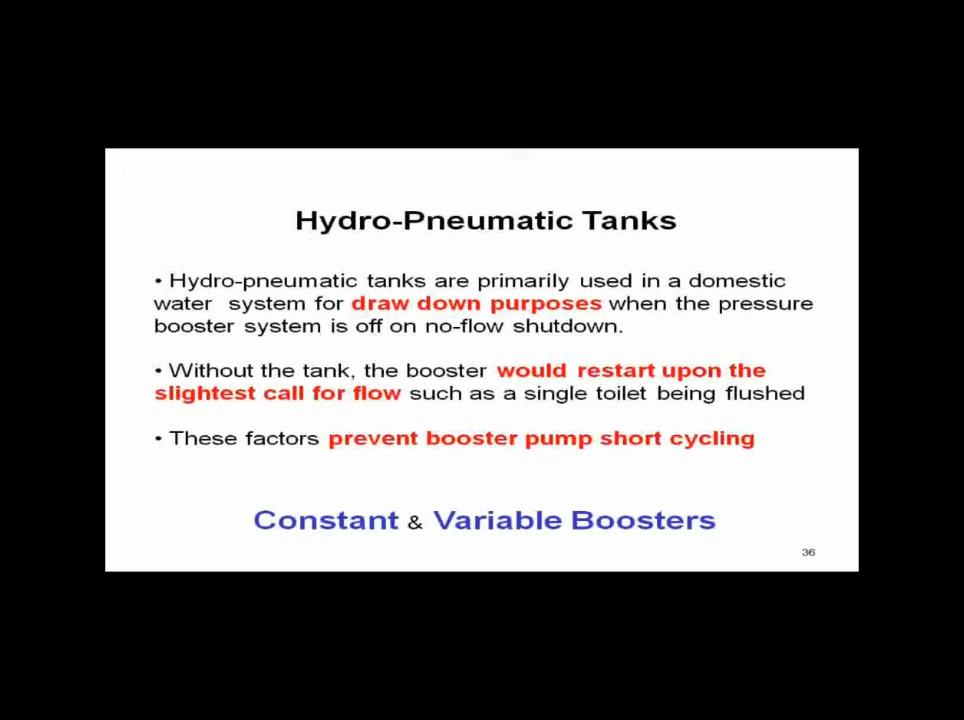 Hydro-Pneumatic Tanks
• Hydro-pneumatic tanks are primarily used in a domestic
water system for draw down purposes when the pressure
booster system is off on no-flow shutdown.
• Without the tank, the booster would restart upon the
slightest call for flow such as a single toilet being flushed
• These factors prevent booster pump short cycling
Constant & Variable Boosters
36